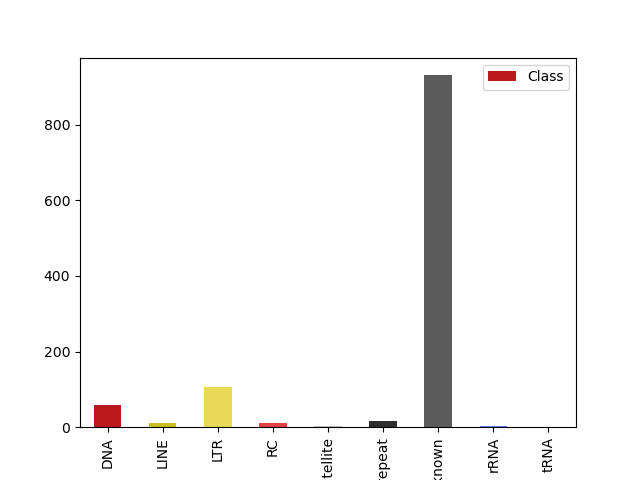 Class
800
600
400
200
0
DNA
LINE
LTR
RC
tellite
repeat
known
rRNA
tRNA